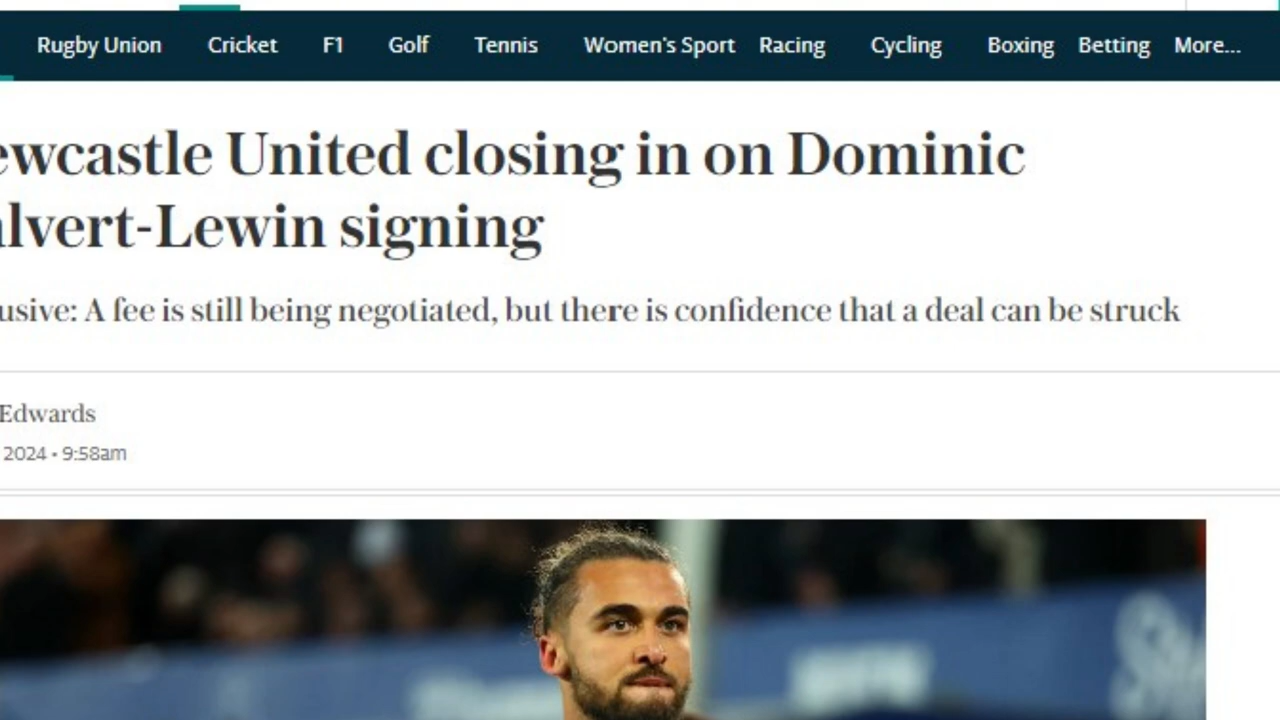 Rugby Union Cricket F1 Golf Tennis Women's Sport Racing Cycling Boxing Betting More...
ewcastle United closing in on Dominic
alvert-Lewin signing
usive: A fee is still being negotiated, but there is confidence that a deal can be struck
Edwards
2024 • 9:58am